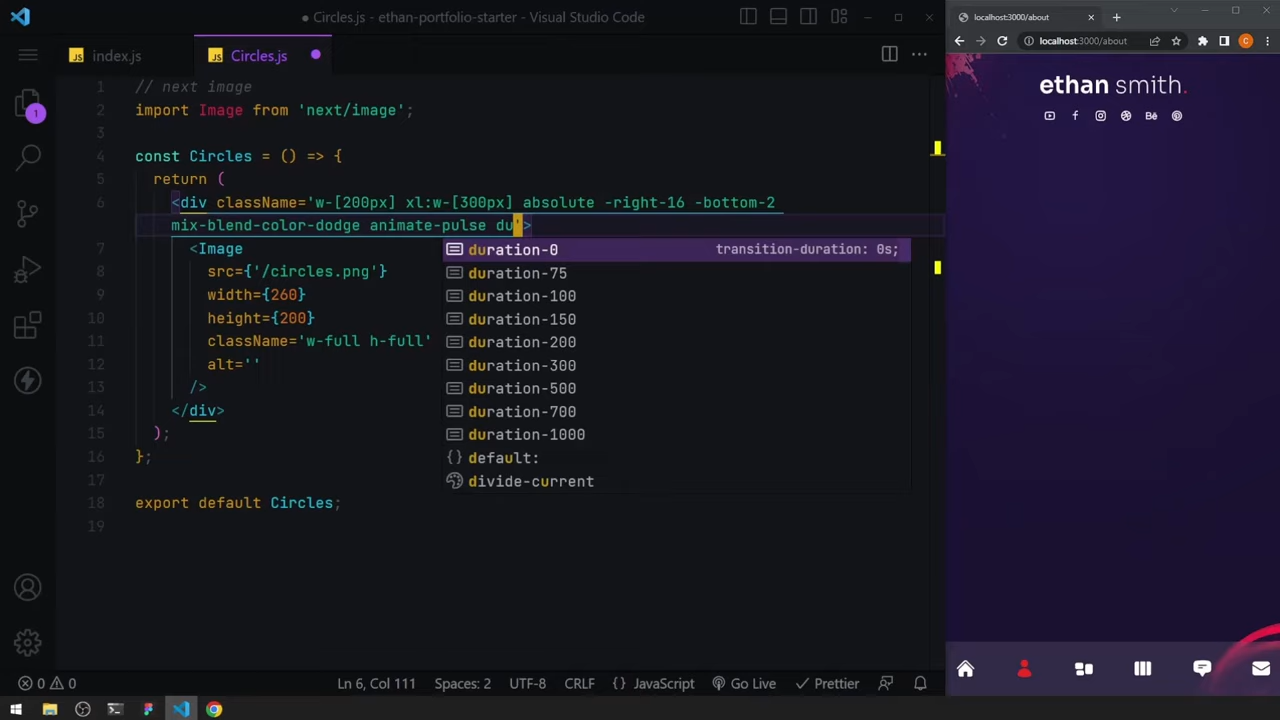 Circles.js - ethan-portfolio-starter - Visual Studio Code
index.js
Circles.js
1 // next image
2 import Image from 'next/image';
3
4 const Circles = () => {
5 return (
6 <div className='w-[200px] xl:w-[300px] absolute -right-16 -bottom-2
mix-blend-color-dodge animate-pulse du'>
7 <Image
8 src={'/circles.png'}
9 width={260}
10 height={200}
11 className='w-full h-full'
12 alt=''
13 />
14 </div>
15 );
16 };
17
18 export default Circles;
19
duration-0 transition-duration: 0s;
duration-75
duration-100
duration-150
duration-200
duration-300
duration-500
duration-700
duration-1000
{} default:
divide-current
1
0 0
Ln 6, Col 111
Spaces: 2
UTF-8
CRLF
{} JavaScript
Go Live
Prettier
localhost:3000/about
localhost:3000/about
C
ethan smith.
Bē